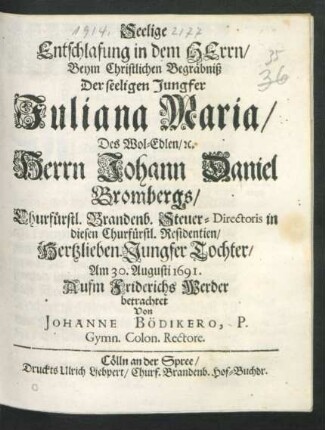 1914. 2177
Seelige
Entschlafung in dem HErrn/
Beym Christlichen Begräbniß
Der seeligen Jungfer
Juliana Maria/
Des Wol-Edlen/ꝛc.
Herrn Johann Daniel
Brombergs/
Churfürstl. Brandenb. Steuer-Directoris in
diesen Churfürstl. Residentien/
Hertzlieben Jungfer Tochter/
Am 30. Augusti 1691.
Aufm Friderichs Werder
betrachtet
Von
JOHANNE BÖDIKERO, P.
Gymn. Colon. Rectore.
Cölln an der Spree/
Druckts Ulrich Liebpert/ Churf. Brandenb. Hof-Buchdr.
35
36